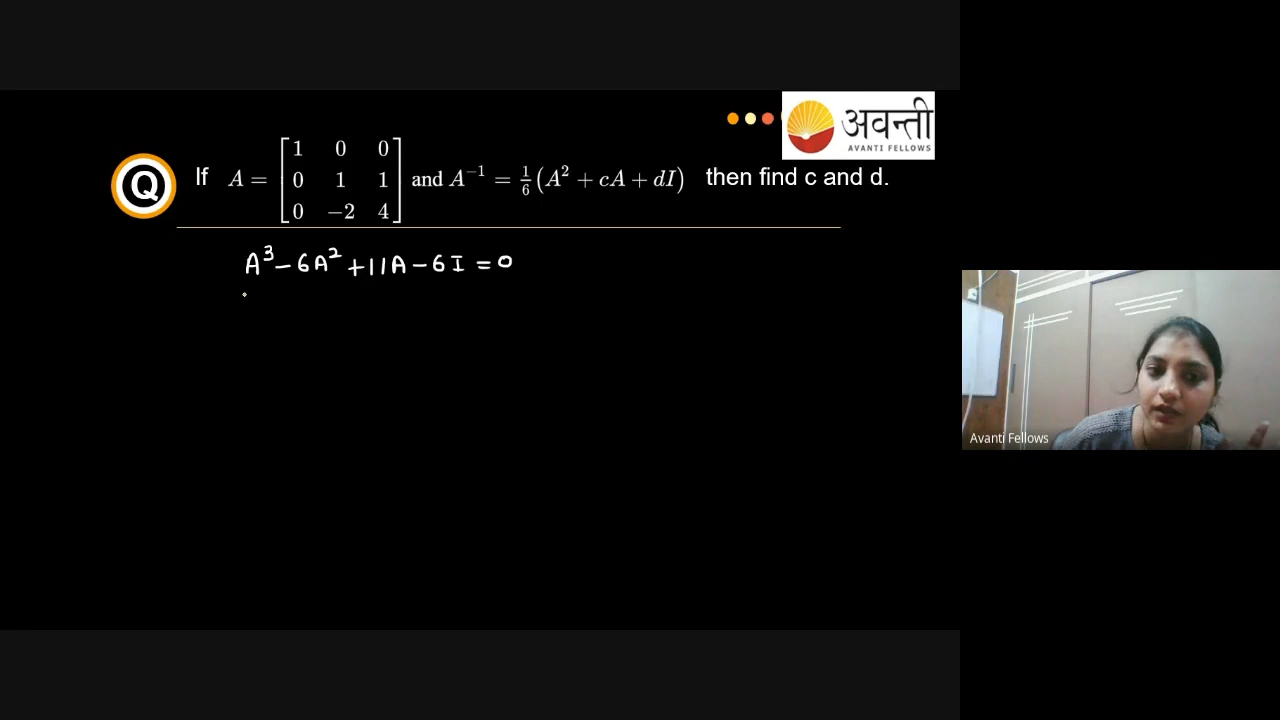 अवन्ती
AVANTI FELLOWS
Q If A = [1 0 0; 0 1 1; 0 −2 4] and A⁻¹ = 1/6 (A² + cA + dI) then find c and d.
A³ − 6A² + 11A − 6I = 0
Avanti Fellows